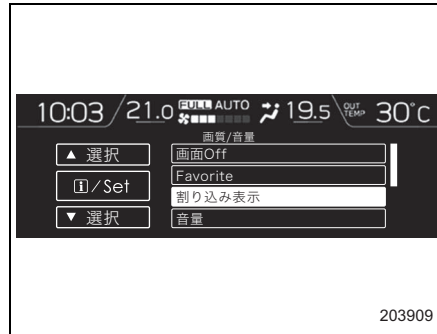 10:03 21.0 FULL AUTO 19.5 OUT TEMP 30°C
画質/音量
▲ 選択
画面Off
Favorite
i/Set
割り込み表示
▼ 選択
音量
203909